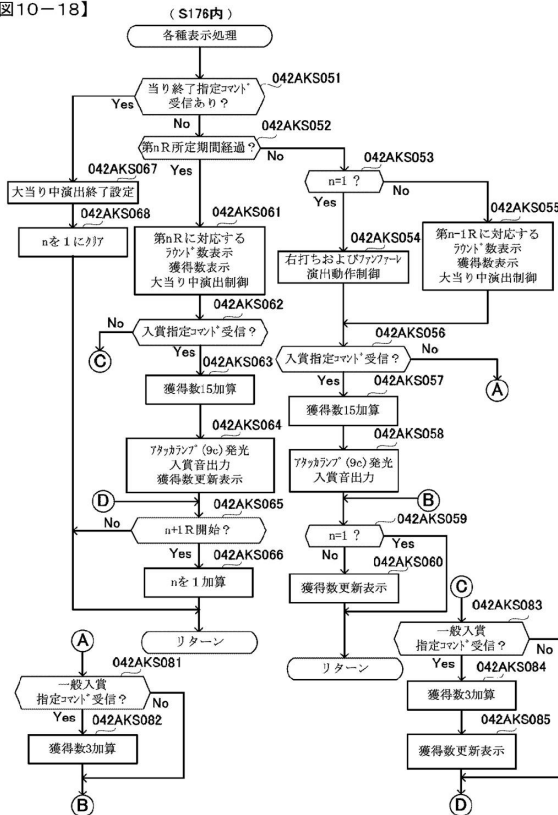 図10-18】
(S176内)
各種表示処理
当り終了指定ｺﾏﾝﾄﾞ
受信あり？
042AKS051
Yes
No
第nR所定期間経過？
042AKS052
Yes
No
042AKS067
大当り中演出終了設定
042AKS068
nを１にクリア
042AKS061
第nRに対応する
ラウンド数表示
獲得数表示
大当り中演出制御
n=1？
042AKS053
Yes
No
042AKS054
右打ちおよびﾌｧﾝﾌｧｰﾚ
演出動作制御
042AKS055
第n-1Rに対応する
ラウンド数表示
獲得数表示
大当り中演出制御
042AKS062
入賞指定ｺﾏﾝﾄﾞ受信？
No
Yes
C
042AKS063
獲得数15加算
042AKS064
ｱﾀｯｶﾗﾝﾌﾟ(9c)発光
入賞音出力
獲得数更新表示
D
042AKS065
n+1R開始？
No
Yes
042AKS066
nを１加算
リターン
042AKS056
入賞指定ｺﾏﾝﾄﾞ受信？
No
Yes
A
042AKS057
獲得数15加算
042AKS058
ｱﾀｯｶﾗﾝﾌﾟ(9c)発光
入賞音出力
B
042AKS059
n=1？
No
Yes
042AKS060
獲得数更新表示
リターン
A
042AKS081
一般入賞
指定ｺﾏﾝﾄﾞ受信？
No
Yes
042AKS082
獲得数3加算
B
C
042AKS083
一般入賞
指定ｺﾏﾝﾄﾞ受信？
No
Yes
042AKS084
獲得数3加算
042AKS085
獲得数更新表示
D